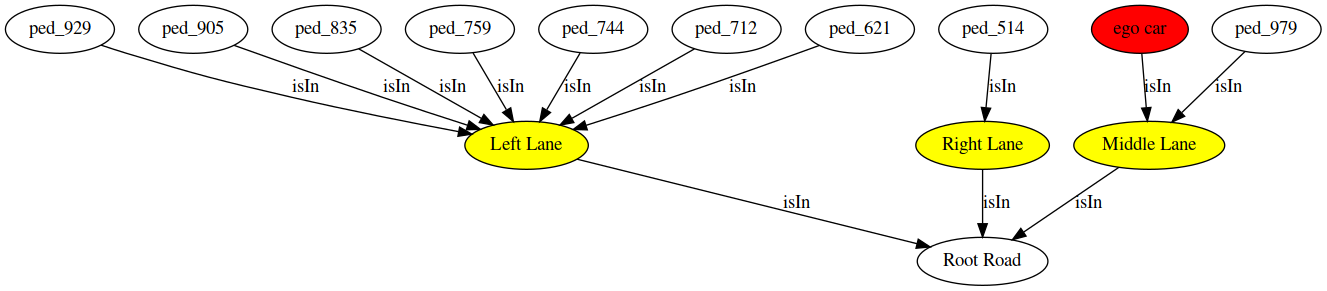 ped_929 ped_905 ped_835 ped_759 ped_744 ped_712 ped_621 ped_514 ego car ped_979
isIn isIn isIn isIn isIn isIn isIn isIn isIn isIn
Left Lane Right Lane Middle Lane
isIn isIn isIn
Root Road